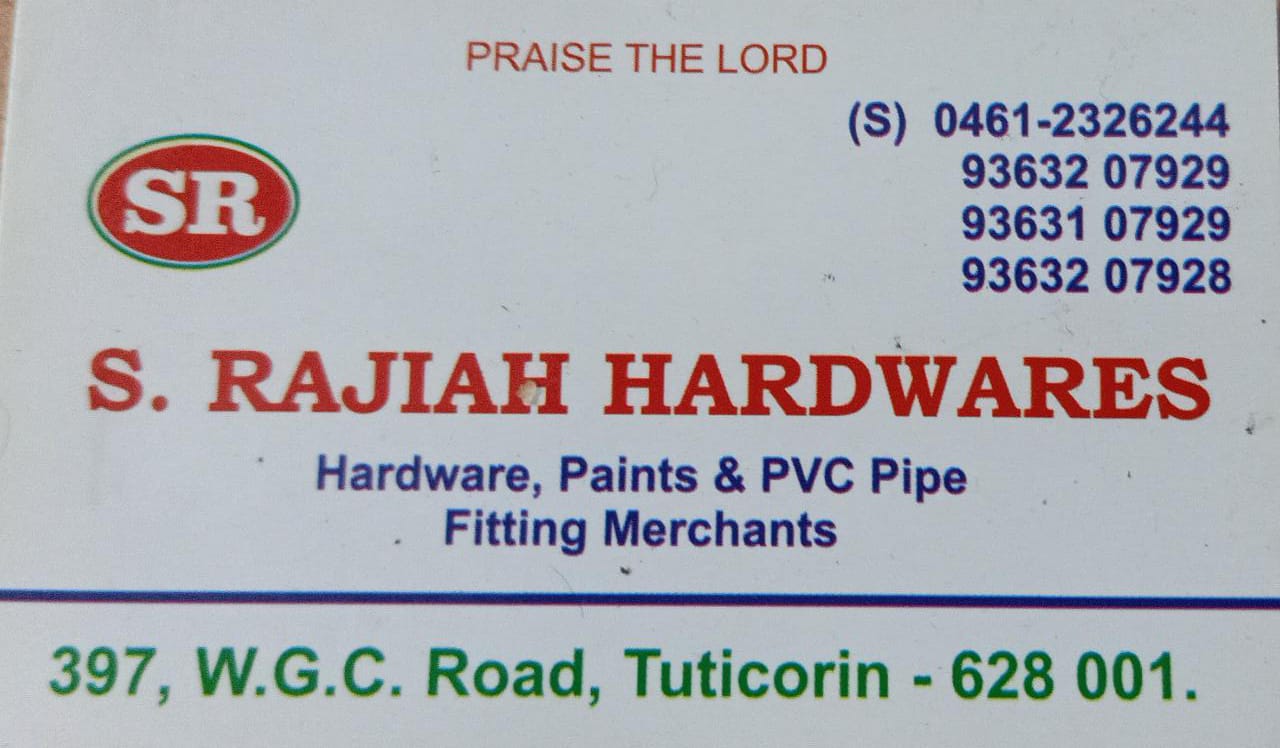 PRAISE THE LORD
(S) 0461-2326244
93632 07929
93631 07929
93632 07928
SR
S. RAJIAH HARDWARES
Hardware, Paints & PVC Pipe
Fitting Merchants
397, W.G.C. Road, Tuticorin - 628 001.